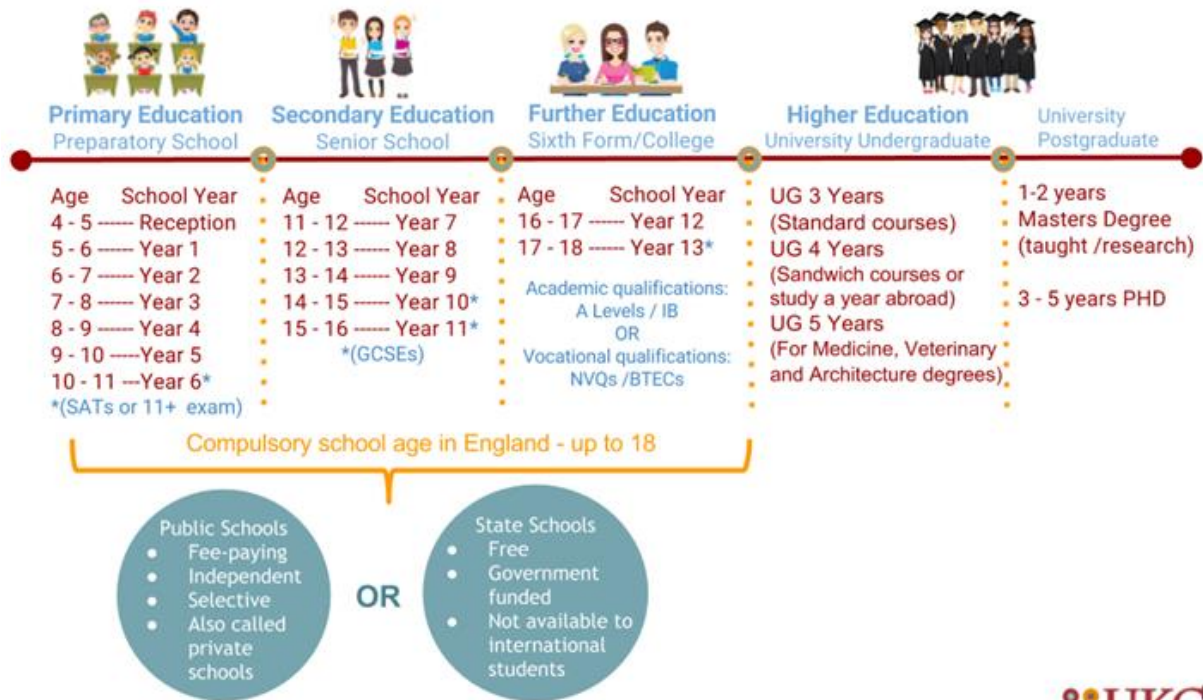 Primary Education
Preparatory School
Secondary Education
Senior School
Further Education
Sixth Form/College
Higher Education
University Undergraduate
University
Postgraduate
Age School Year
4 - 5 ------ Reception
5 - 6 ------ Year 1
6 - 7 ------ Year 2
7 - 8 ------ Year 3
8 - 9 ------ Year 4
9 - 10 -----Year 5
10 - 11 ---Year 6*
*(SATs or 11+ exam)
Age School Year
11 - 12 ------ Year 7
12 - 13 ------ Year 8
13 - 14 ------ Year 9
14 - 15 ------ Year 10*
15 - 16 ------ Year 11*
*(GCSEs)
Age School Year
16 - 17 ------ Year 12
17 - 18 ------ Year 13*
Academic qualifications:
A Levels / IB
OR
Vocational qualifications:
NVQs /BTECs
UG 3 Years
(Standard courses)
UG 4 Years
(Sandwich courses or
study a year abroad)
UG 5 Years
(For Medicine, Veterinary
and Architecture degrees)
1-2 years
Masters Degree
(taught /research)
3 - 5 years PHD
Compulsory school age in England - up to 18
Public Schools
• Fee-paying
• Independent
• Selective
• Also called
private
schools
OR
State Schools
• Free
• Government
funded
• Not available to
international
students